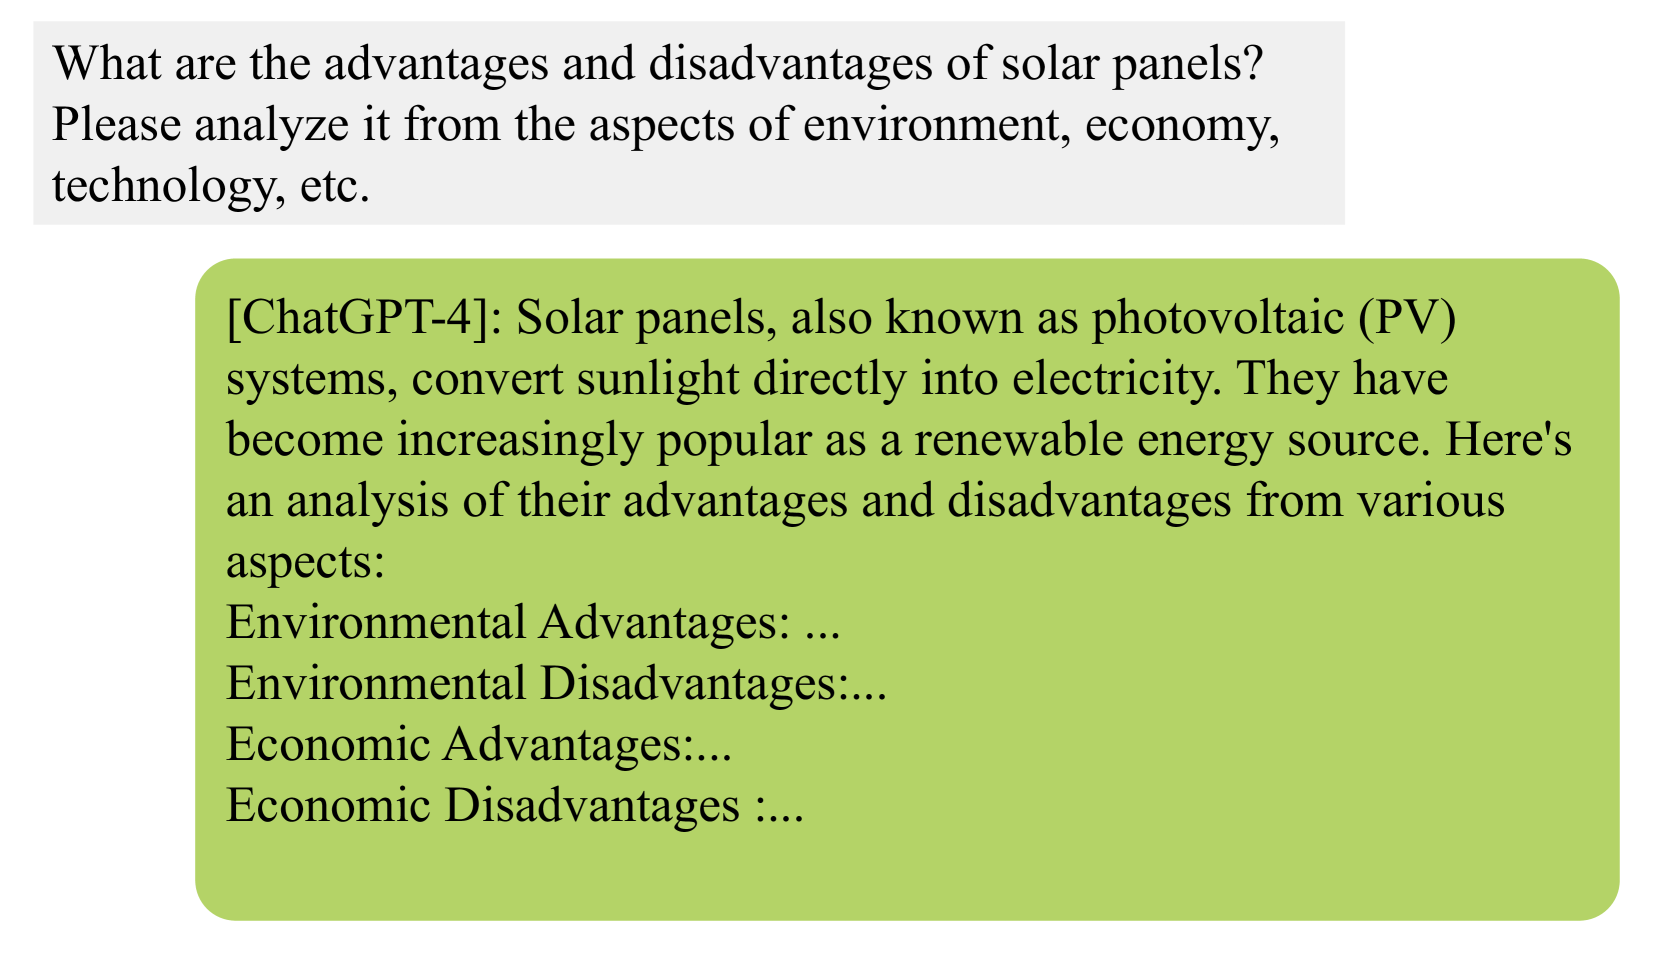 What are the advantages and disadvantages of solar panels?
Please analyze it from the aspects of environment, economy,
technology, etc.
[ChatGPT-4]: Solar panels, also known as photovoltaic (PV)
systems, convert sunlight directly into electricity. They have
become increasingly popular as a renewable energy source. Here's
an analysis of their advantages and disadvantages from various
aspects:
Environmental Advantages: ...
Environmental Disadvantages:...
Economic Advantages:...
Economic Disadvantages :...